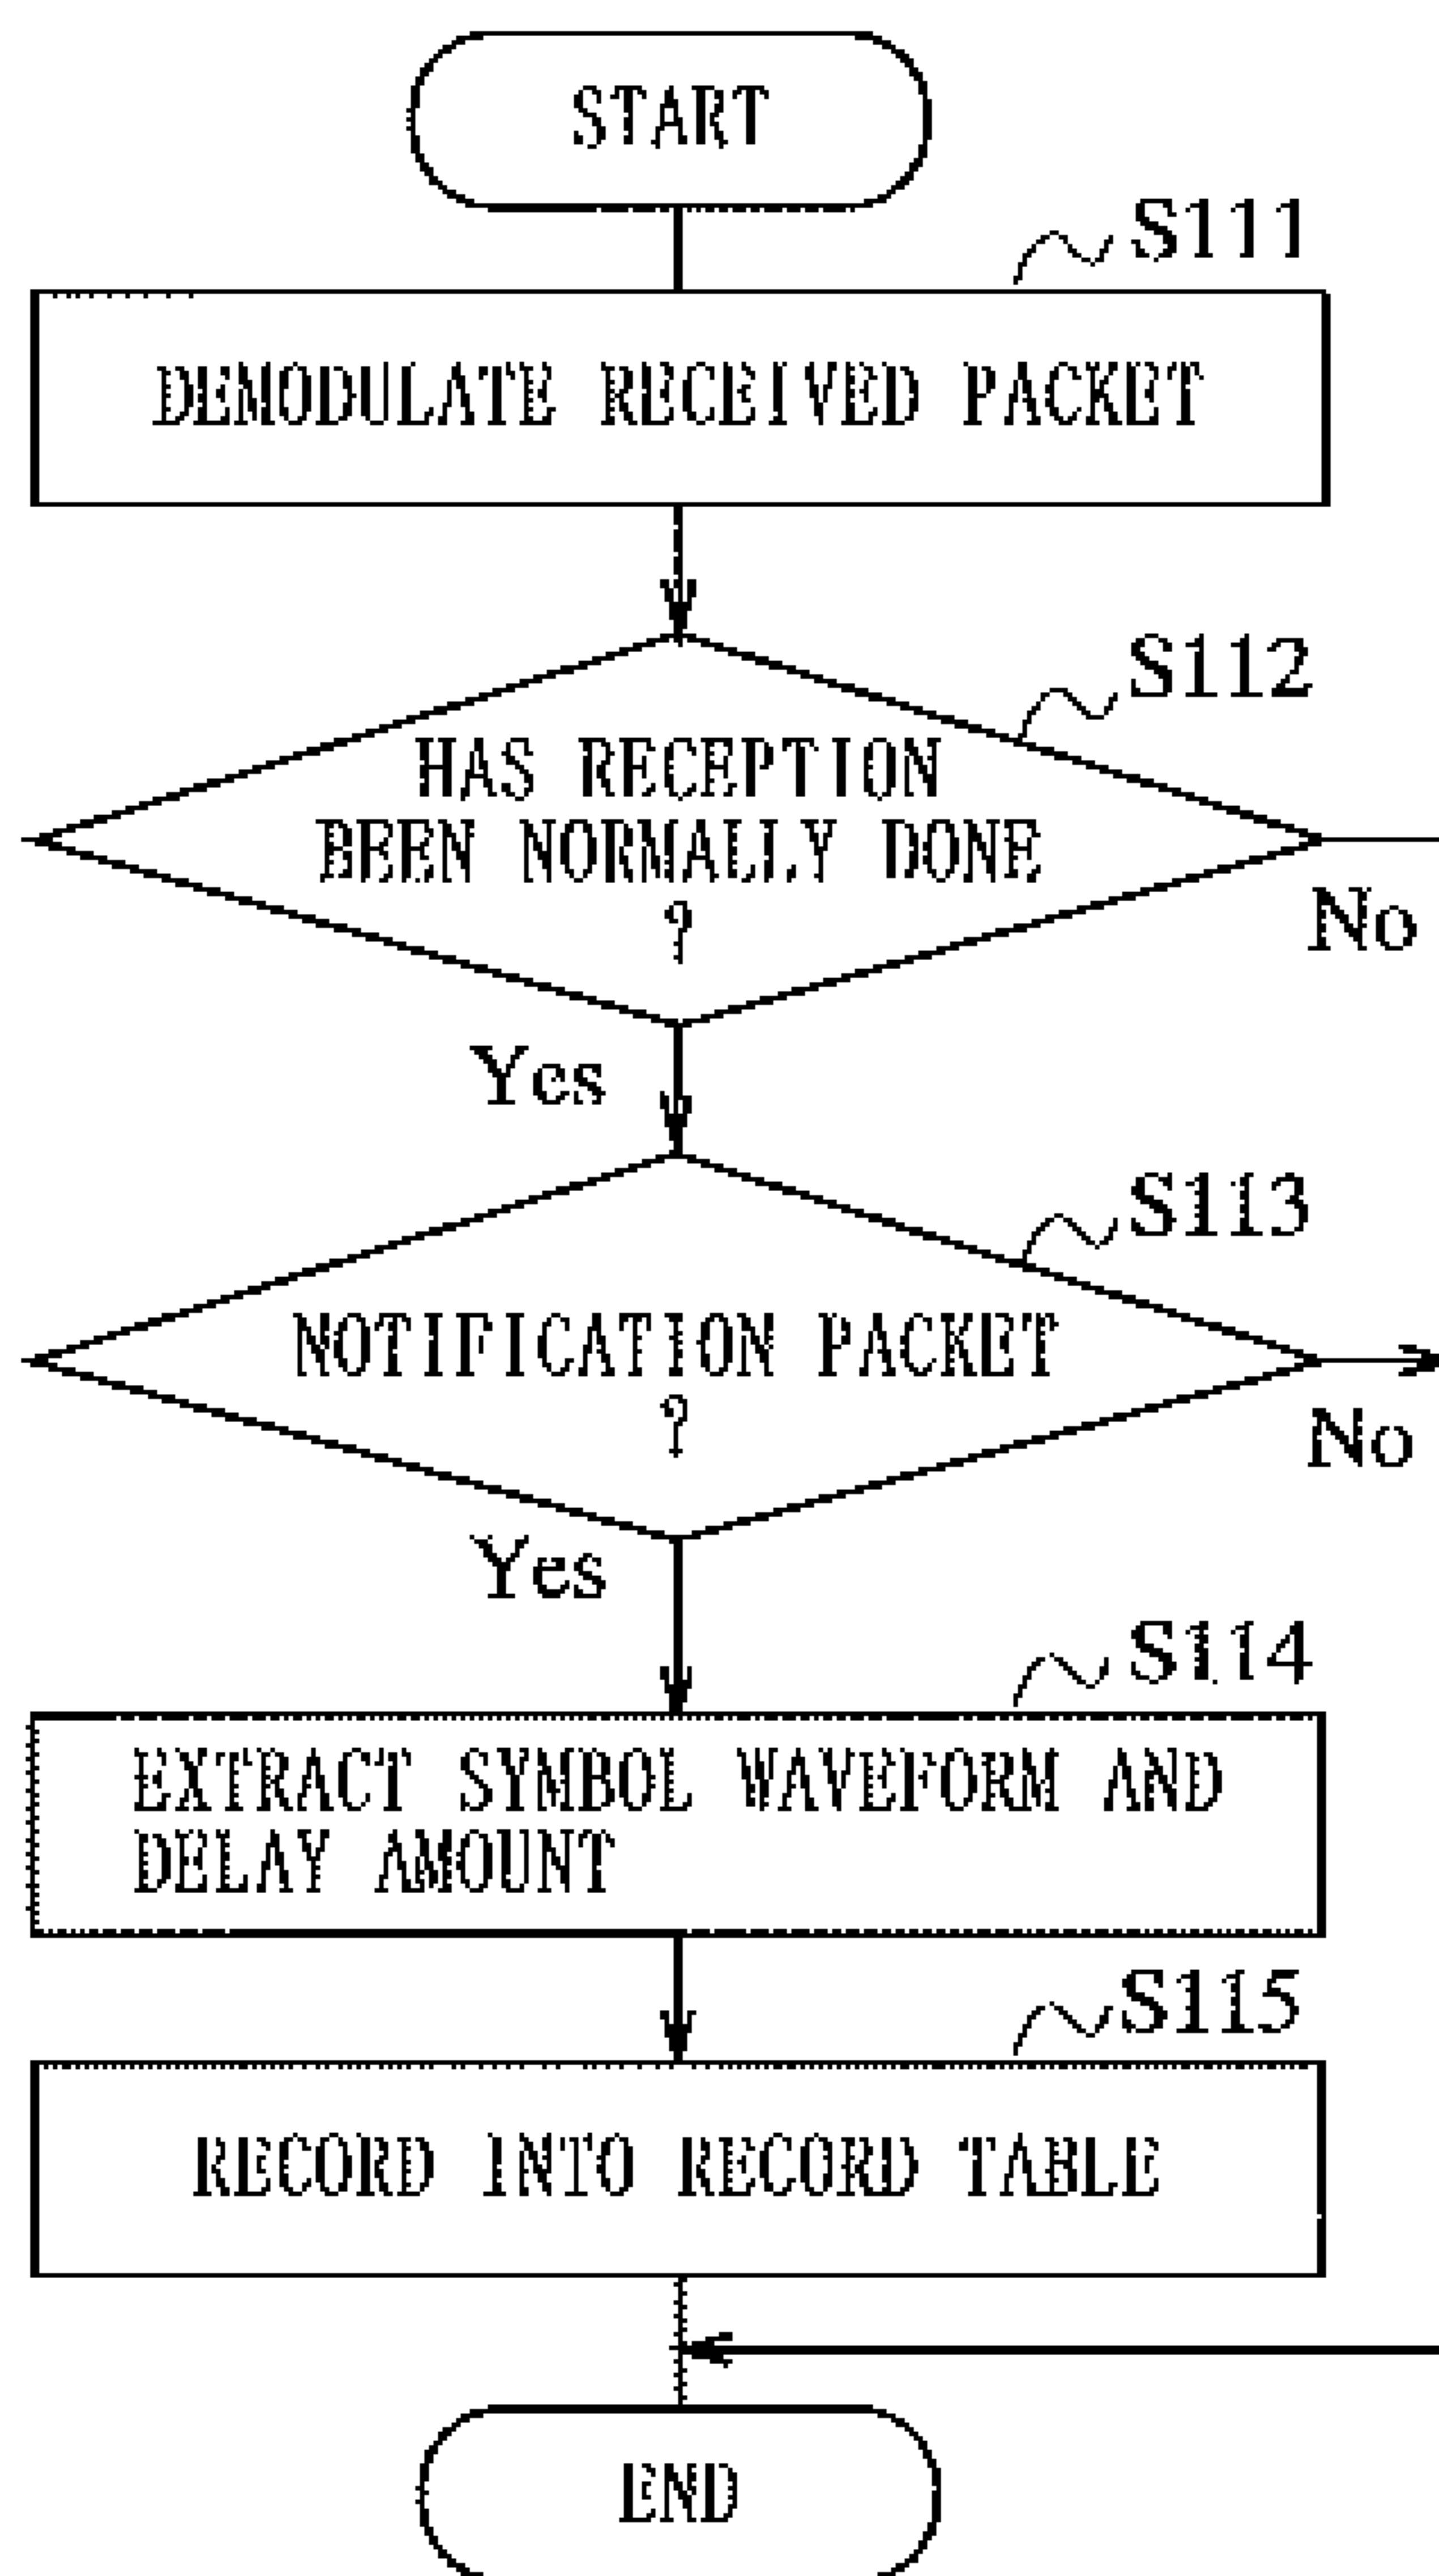 START
S111
DEMODULATE RECEIVED PACKET
S112
HAS RECEPTION
BEEN NORMALLY DONE
?
No
Yes
S113
NOTIFICATION PACKET
?
No
Yes
S114
EXTRACT SYMBOL WAVEFORM AND
DELAY AMOUNT
S115
RECORD INTO RECORD TABLE
END